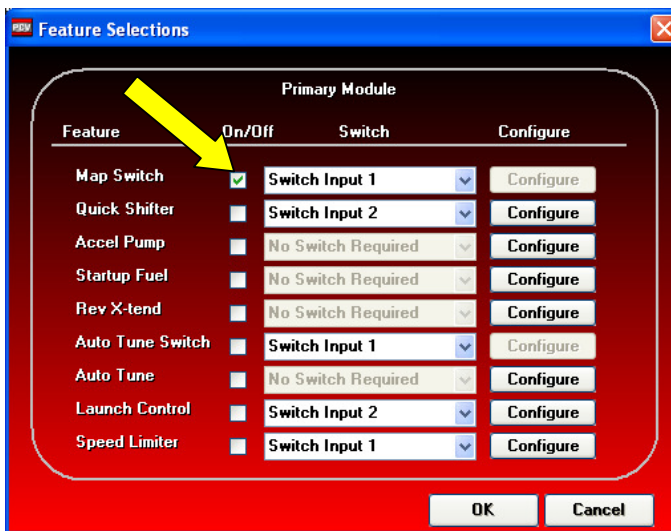 PCV Feature Selections
Primary Module
Feature On/Off Switch Configure
Map Switch Switch Input 1 Configure
Quick Shifter Switch Input 2 Configure
Accel Pump No Switch Required Configure
Startup Fuel No Switch Required Configure
Rev X-tend No Switch Required Configure
Auto Tune Switch Switch Input 1 Configure
Auto Tune No Switch Required Configure
Launch Control Switch Input 2 Configure
Speed Limiter Switch Input 1 Configure
OK Cancel